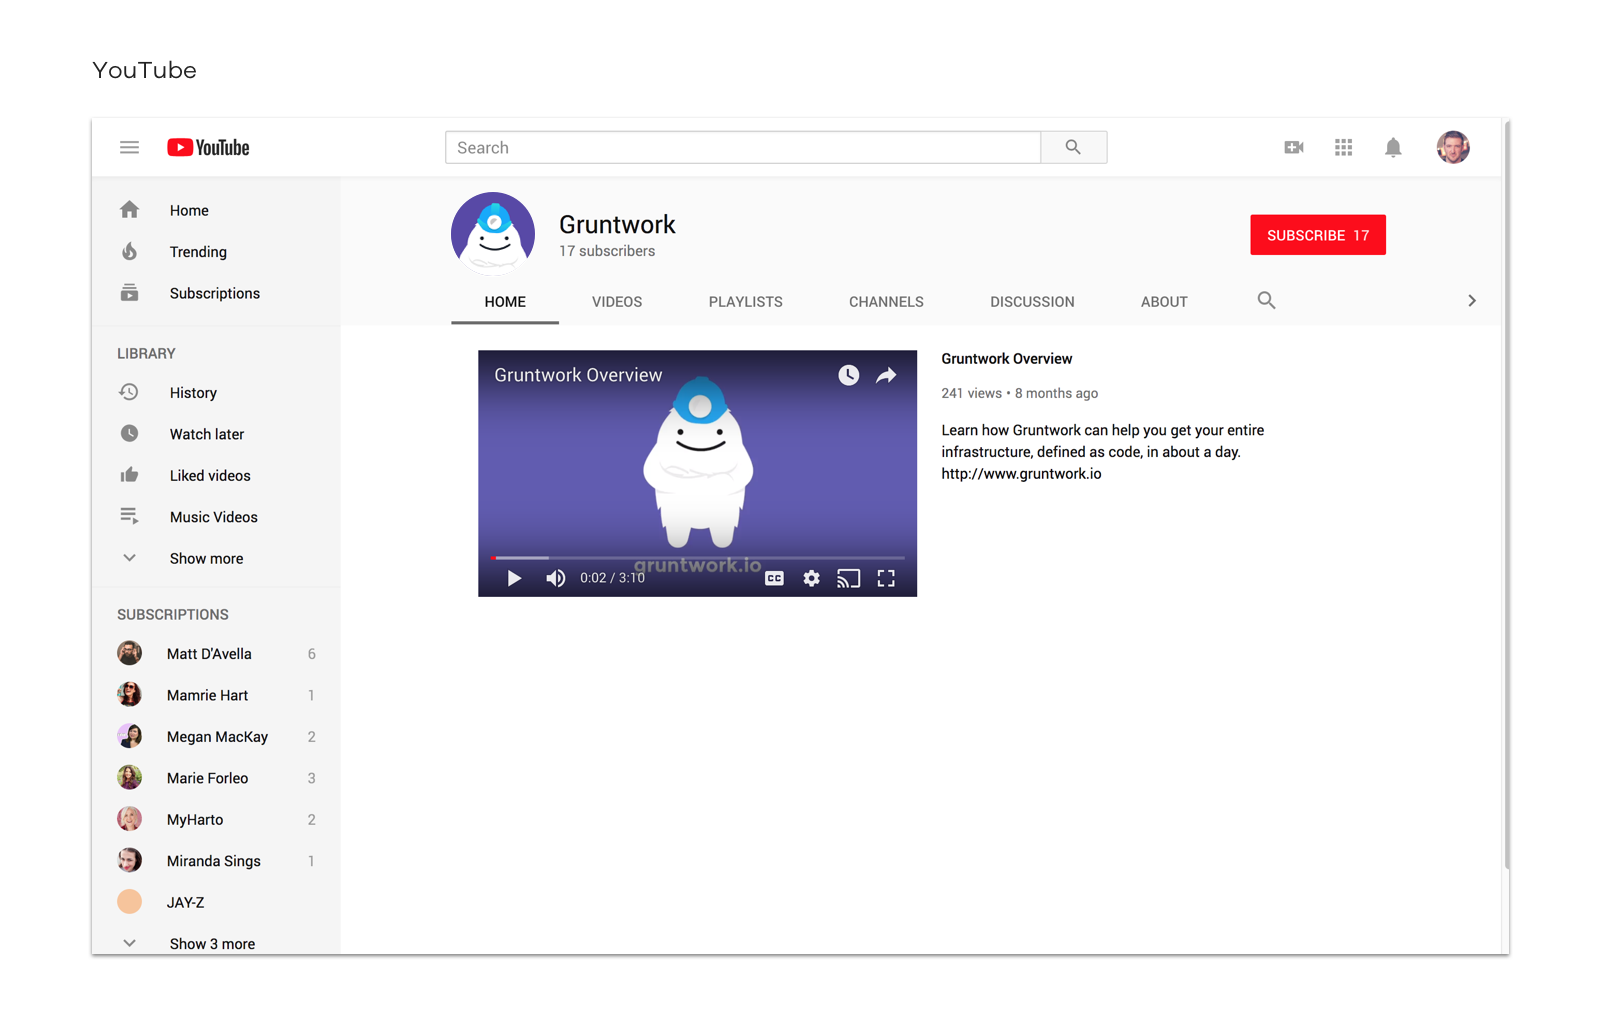 YouTube
YouTube
Search
Home
Trending
Subscriptions
LIBRARY
History
Watch later
Liked videos
Music Videos
Show more
SUBSCRIPTIONS
Matt D'Avella 6
Mamrie Hart 1
Megan MacKay 2
Marie Forleo 3
MyHarto 2
Miranda Sings 1
JAY-Z
Show 3 more
Gruntwork
17 subscribers
SUBSCRIBE 17
HOME VIDEOS PLAYLISTS CHANNELS DISCUSSION ABOUT
Gruntwork Overview
gruntwork.io
0:02 / 3:10
CC
Gruntwork Overview
241 views • 8 months ago
Learn how Gruntwork can help you get your entire
infrastructure, defined as code, in about a day.
http://www.gruntwork.io